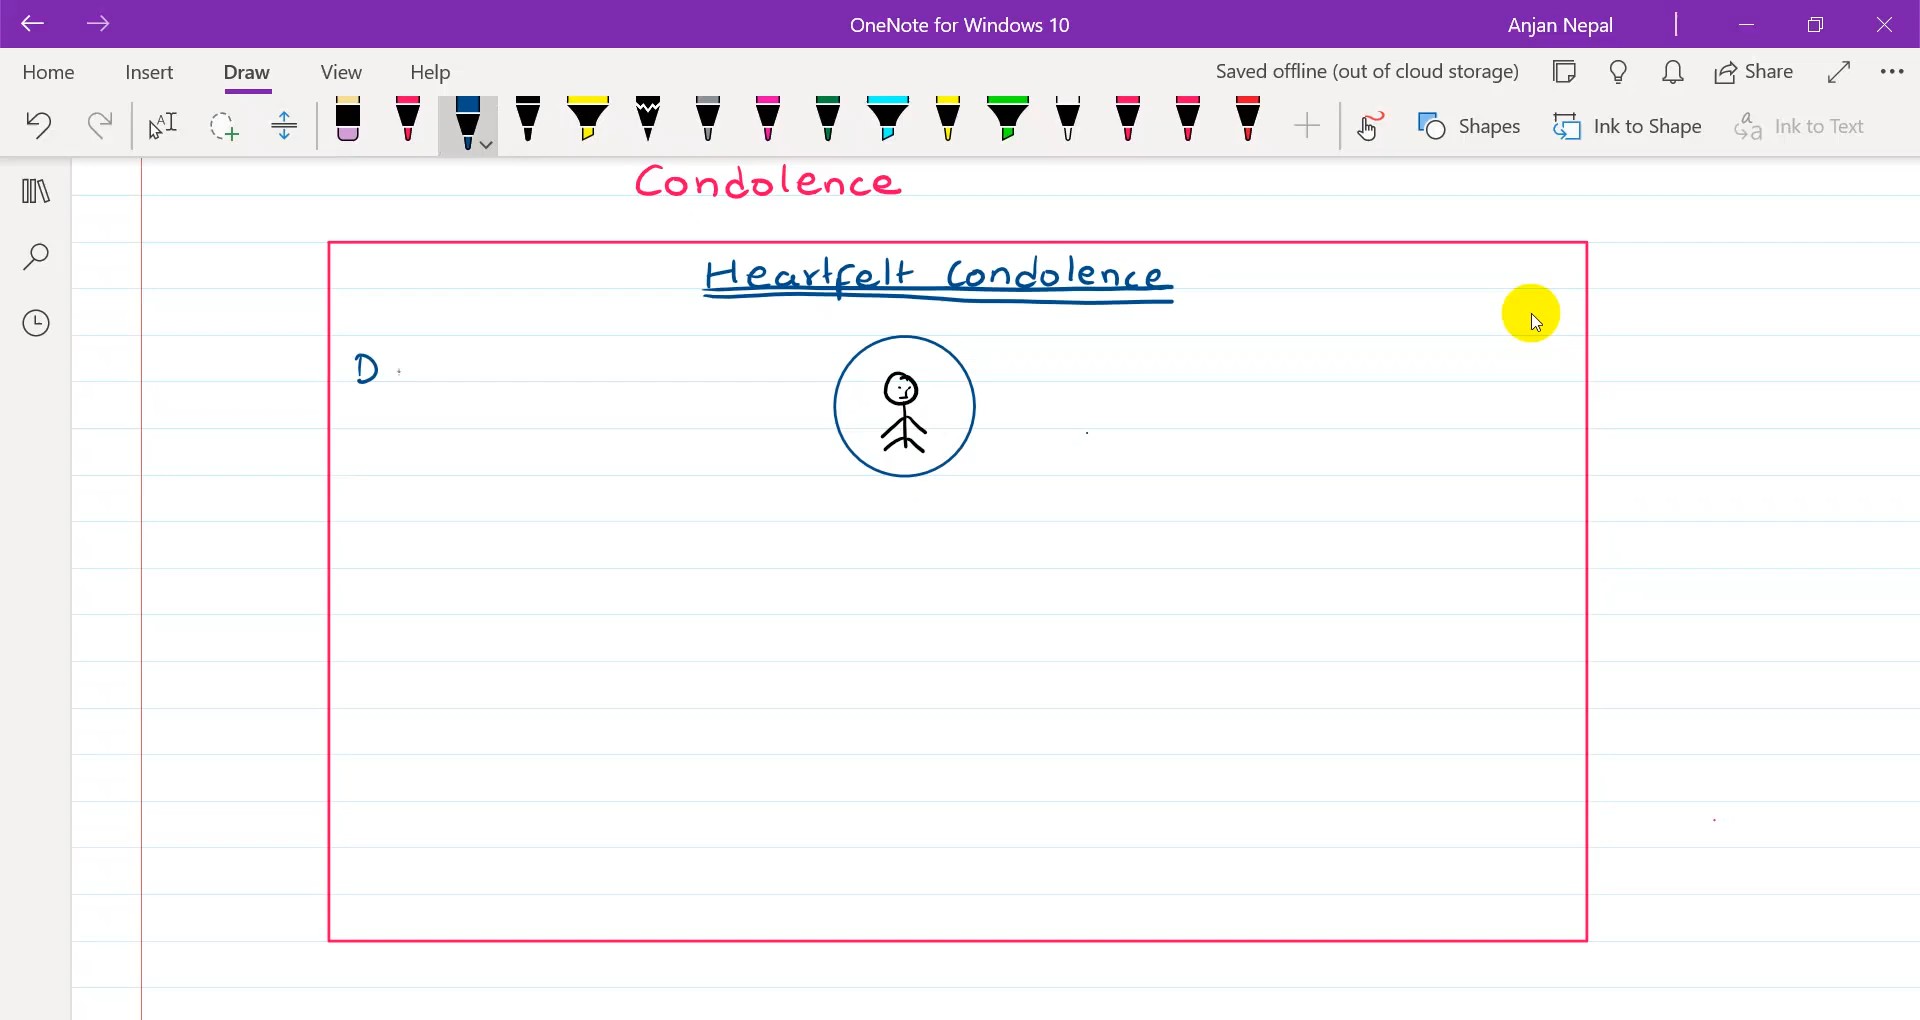 OneNote for Windows 10
Anjan Nepal
Home Insert Draw View Help
Saved offline (out of cloud storage)
Share
Shapes
Ink to Shape
Ink to Text
Condolence
Heartfelt Condolence
D